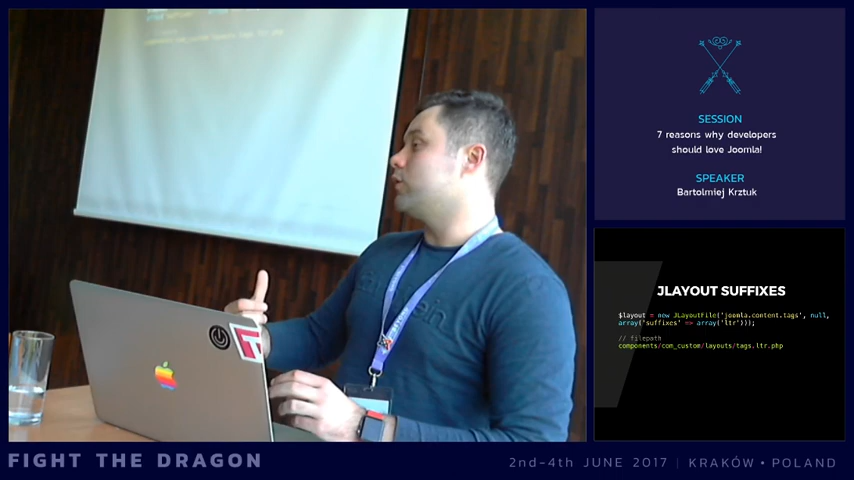 SESSION
7 reasons why developers
should love Joomla!
SPEAKER
Bartolmiej Krztuk
JLAYOUT SUFFIXES
$layout = new JLayoutFile('joomla.content.tags', null,
array('suffixes' => array('ltr')));
// filepath
components/com_custom/layouts/tags.ltr.php
FIGHT THE DRAGON
2nd-4th JUNE 2017 | KRAKÓW • POLAND